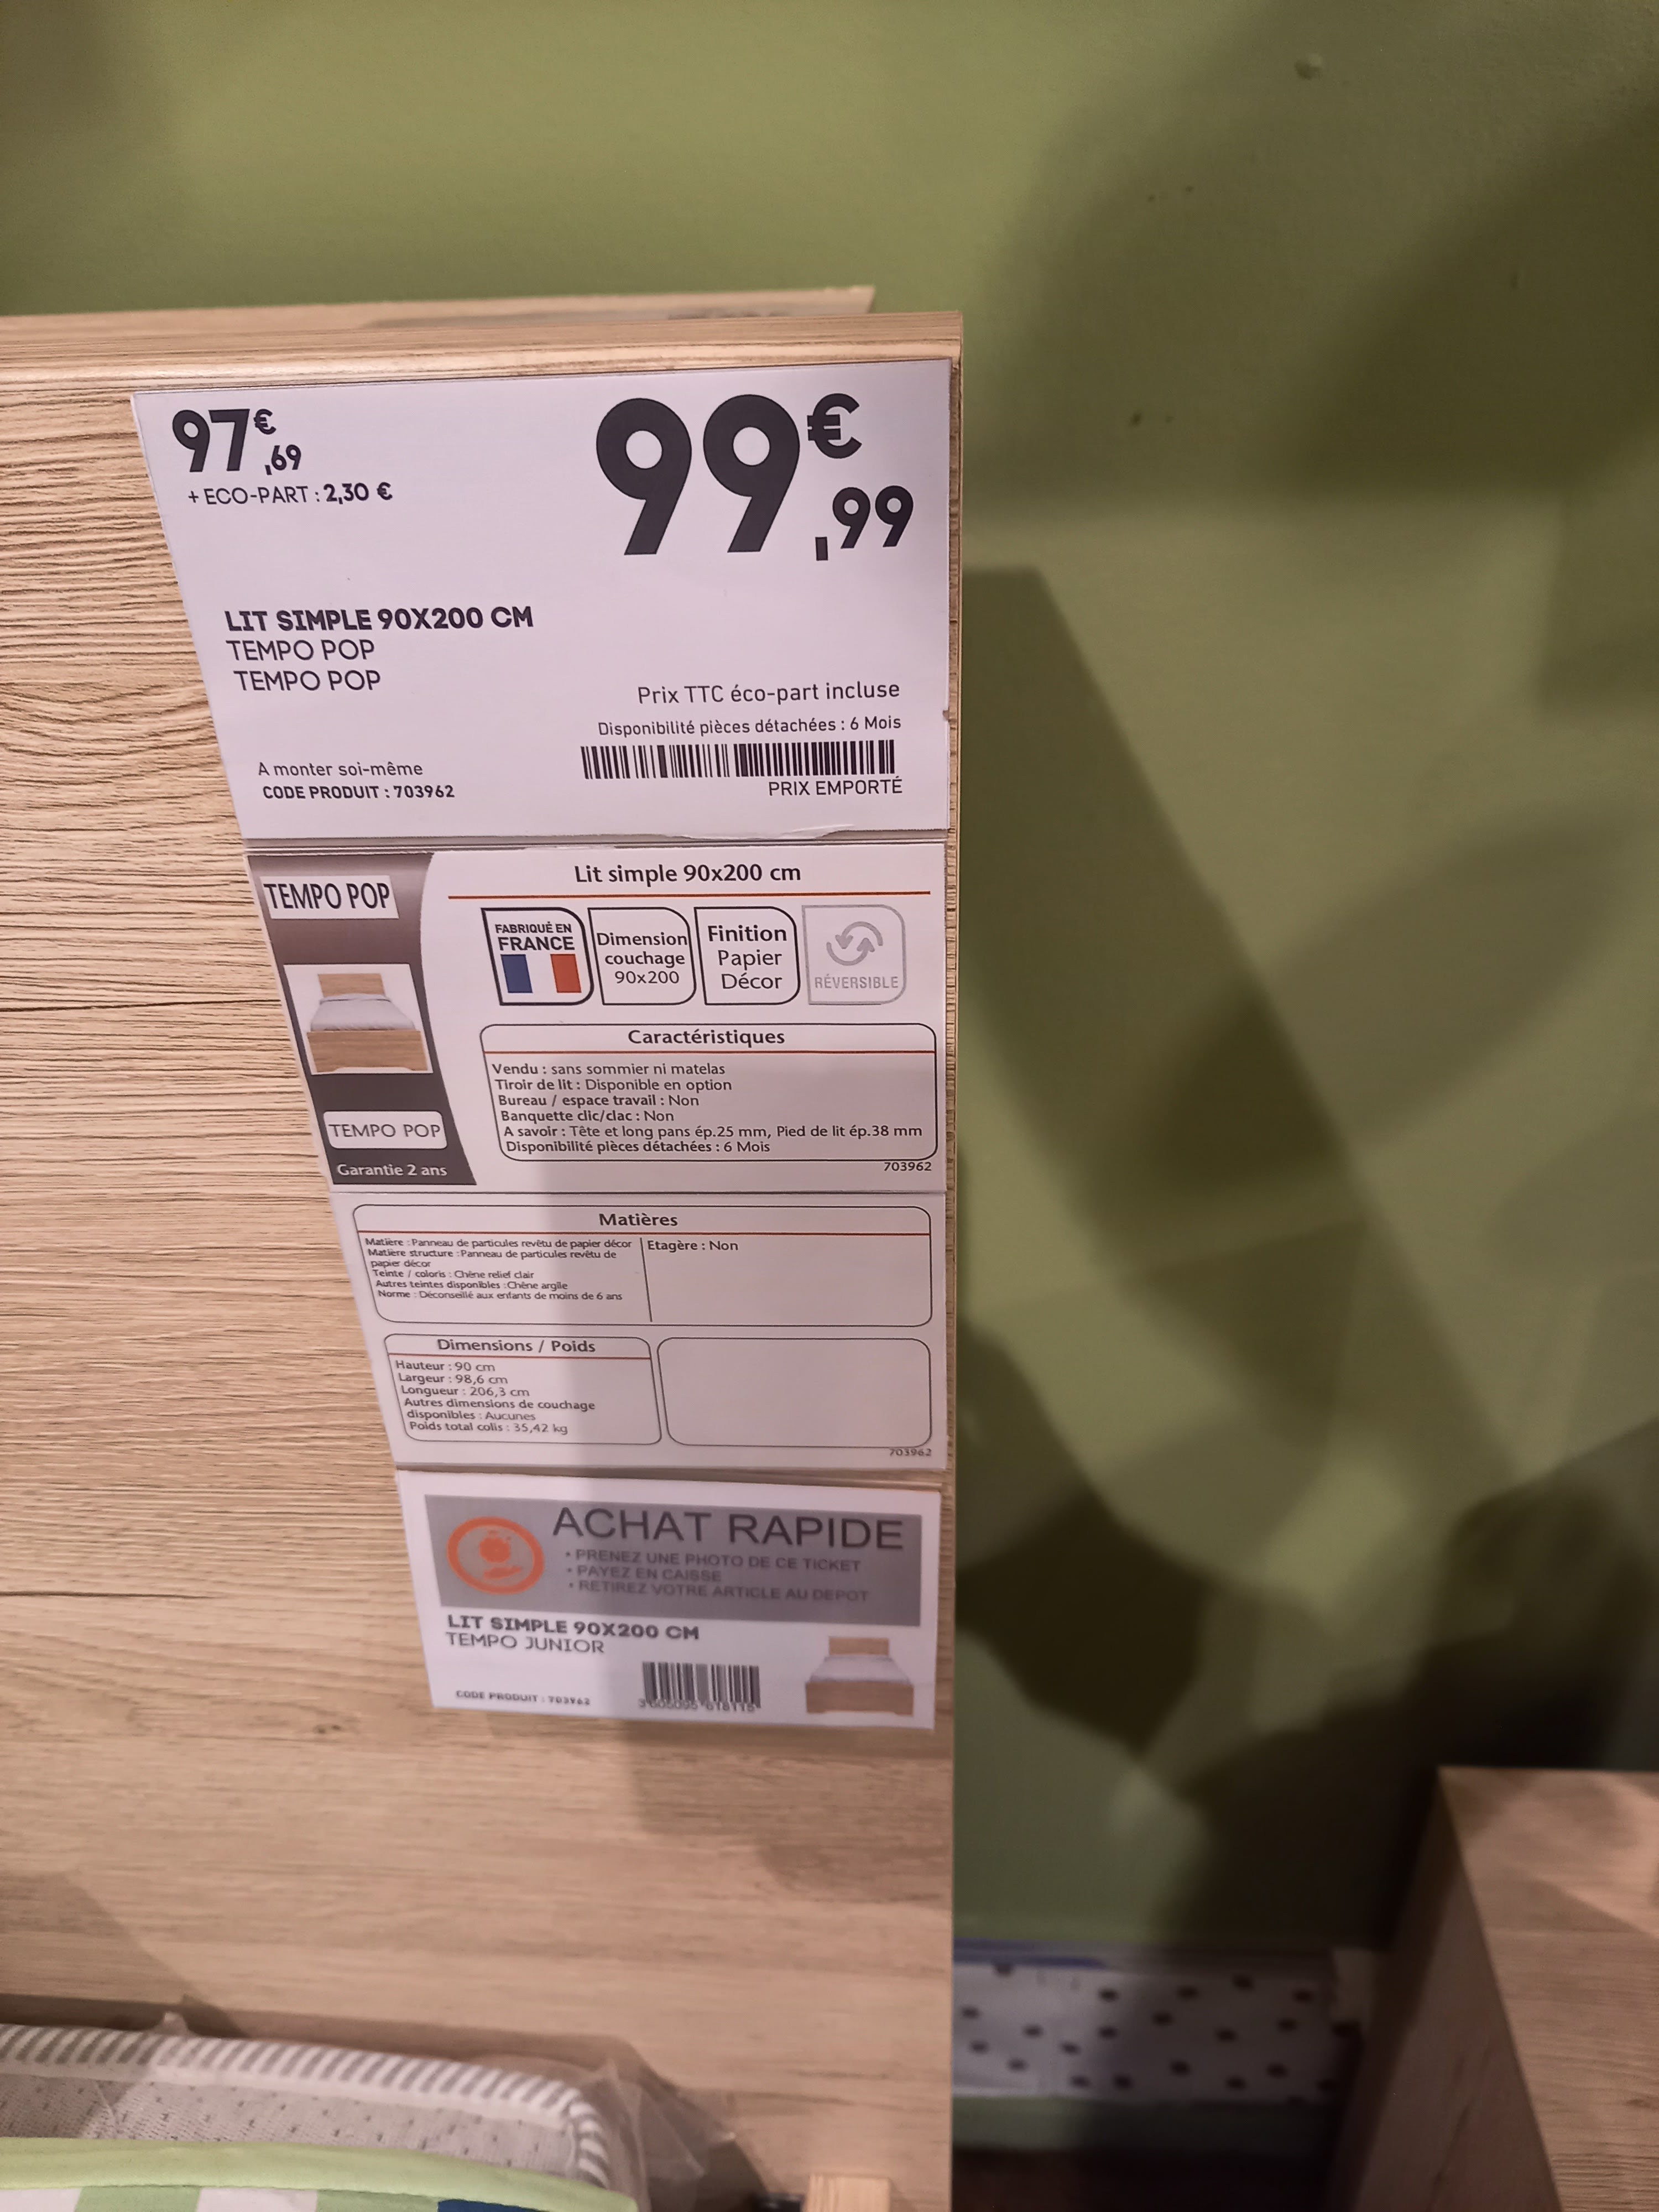 97€,69
+ ECO-PART : 2,30 €
99€,99
LIT SIMPLE 90X200 CM
TEMPO POP
TEMPO POP
Prix TTC éco-part incluse
Disponibilité pièces détachées : 6 Mois
A monter soi-même
CODE PRODUIT : 703962
PRIX EMPORTÉ
TEMPO POP
Lit simple 90x200 cm
FABRIQUÉ EN
FRANCE
Dimension
couchage
90x200
Finition
Papier
Décor
RÉVERSIBLE
Caractéristiques
Vendu : sans sommier ni matelas
Tiroir de lit : Disponible en option
Bureau / espace travail : Non
Banquette clic/clac : Non
A savoir : Tête et long pans ép.25 mm, Pied de lit ép.38 mm
Disponibilité pièces détachées : 6 Mois
703962
TEMPO POP
Garantie 2 ans
Matières
Matière : Panneau de particules revêtu de papier décor
Matière structure : Panneau de particules revêtu de
papier décor
Teinte / coloris : Chêne relief clair
Autres teintes disponibles : Chêne argile
Norme : Déconseillé aux enfants de moins de 6 ans
Etagère : Non
Dimensions / Poids
Hauteur : 90 cm
Largeur : 98,6 cm
Longueur : 206,3 cm
Autres dimensions de couchage
disponibles : Aucunes
Poids total colis : 35,42 kg
703962
ACHAT RAPIDE
• PRENEZ UNE PHOTO DE CE TICKET
• PAYEZ EN CAISSE
• RETIREZ VOTRE ARTICLE AU DEPOT
LIT SIMPLE 90X200 CM
TEMPO JUNIOR
CODE PRODUIT : 703962